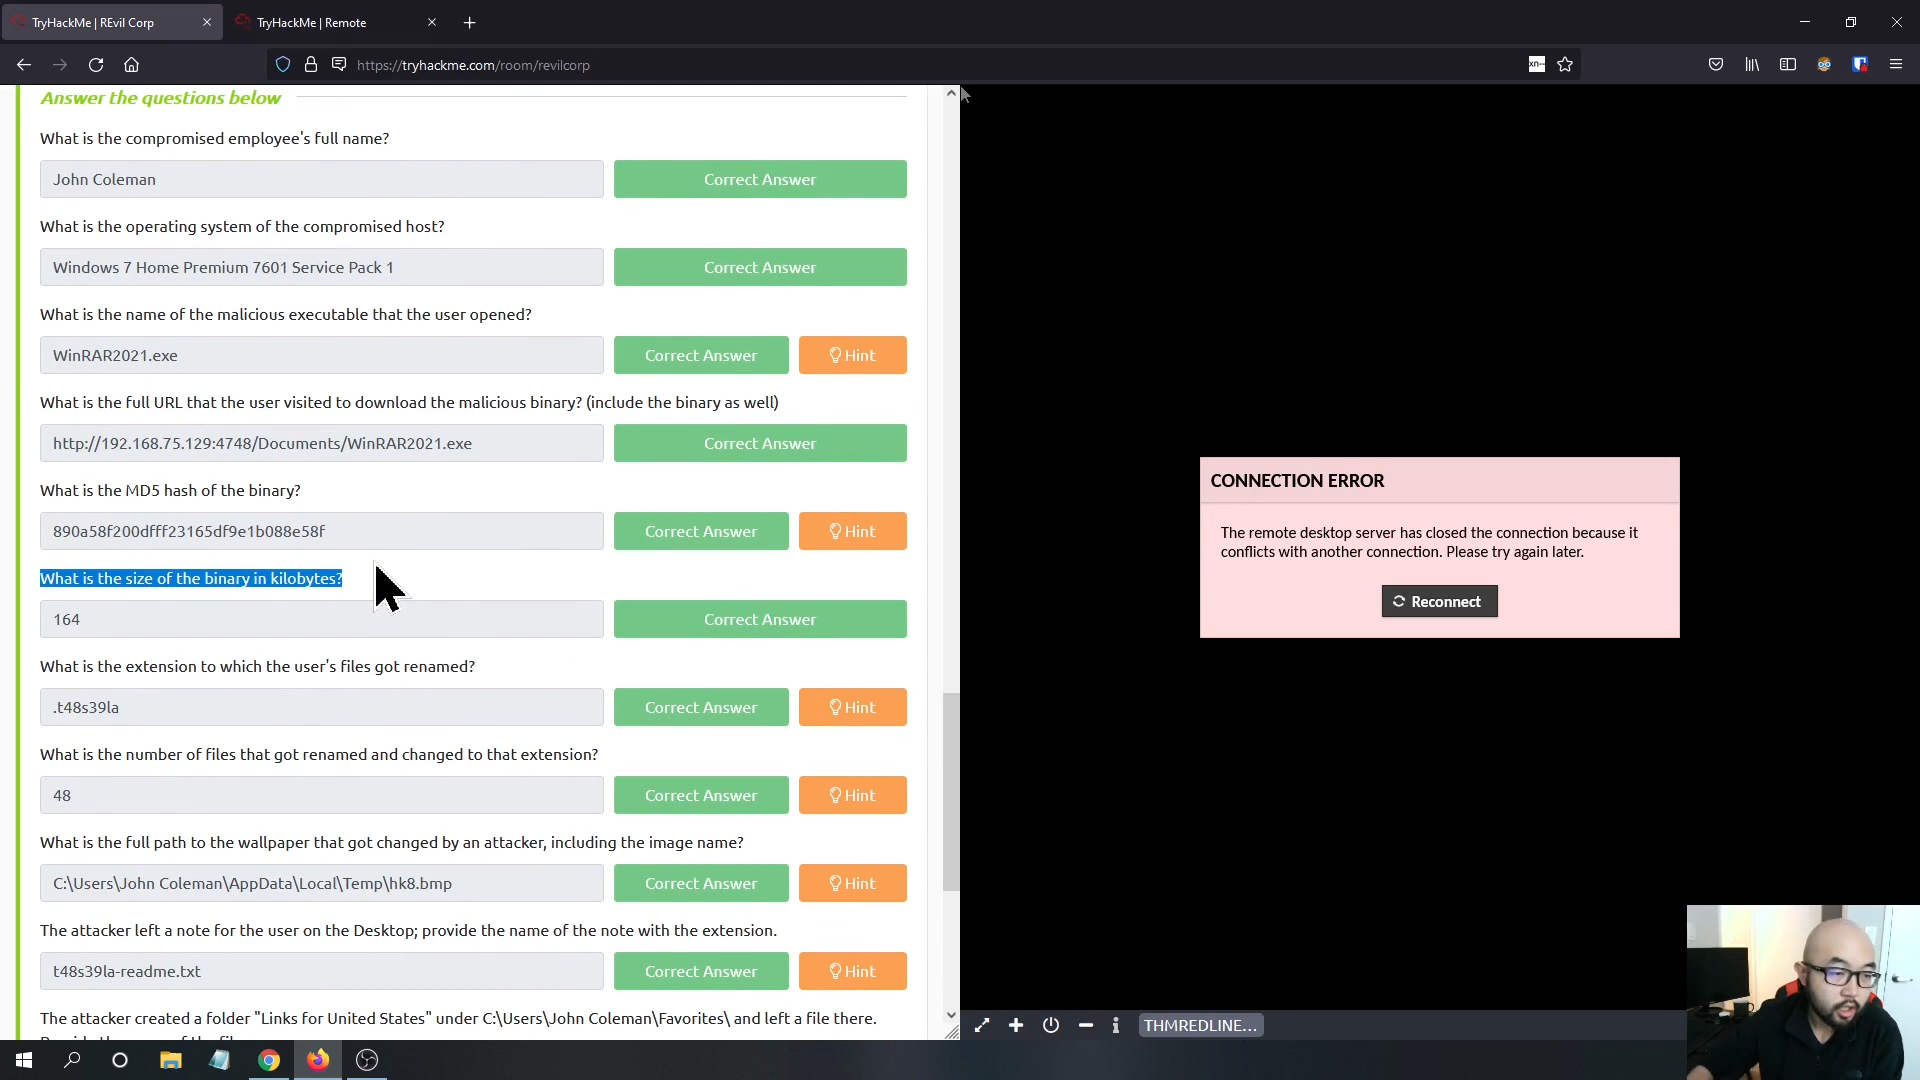 TryHackMe | REvil Corp
TryHackMe | Remote
https://tryhackme.com/room/revilcorp
Answer the questions below
What is the compromised employee's full name?
John Coleman
Correct Answer
What is the operating system of the compromised host?
Windows 7 Home Premium 7601 Service Pack 1
Correct Answer
What is the name of the malicious executable that the user opened?
WinRAR2021.exe
Correct Answer
Hint
What is the full URL that the user visited to download the malicious binary? (include the binary as well)
http://192.168.75.129:4748/Documents/WinRAR2021.exe
Correct Answer
What is the MD5 hash of the binary?
890a58f200dfff23165df9e1b088e58f
Correct Answer
Hint
What is the size of the binary in kilobytes?
164
Correct Answer
What is the extension to which the user's files got renamed?
.t48s39la
Correct Answer
Hint
What is the number of files that got renamed and changed to that extension?
48
Correct Answer
Hint
What is the full path to the wallpaper that got changed by an attacker, including the image name?
C:\Users\John Coleman\AppData\Local\Temp\hk8.bmp
Correct Answer
Hint
The attacker left a note for the user on the Desktop; provide the name of the note with the extension.
t48s39la-readme.txt
Correct Answer
Hint
The attacker created a folder "Links for United States" under C:\Users\John Coleman\Favorites\ and left a file there.
CONNECTION ERROR
The remote desktop server has closed the connection because it
conflicts with another connection. Please try again later.
Reconnect
THMREDLINE...